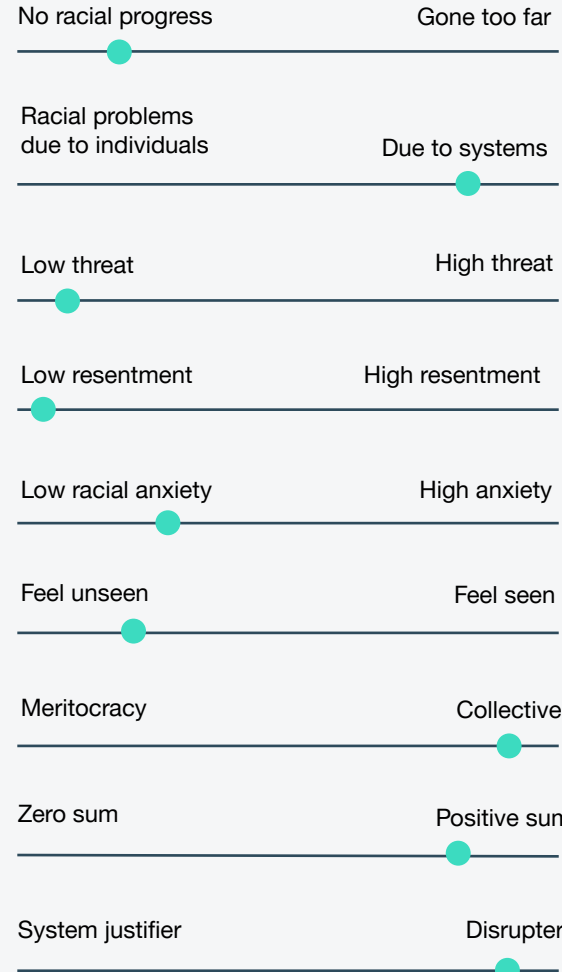 No racial progress
Gone too far
Racial problems
due to individuals
Due to systems
Low threat
High threat
Low resentment
High resentment
Low racial anxiety
High anxiety
Feel unseen
Feel seen
Meritocracy
Collective
Zero sum
Positive sum
System justifier
Disrupter